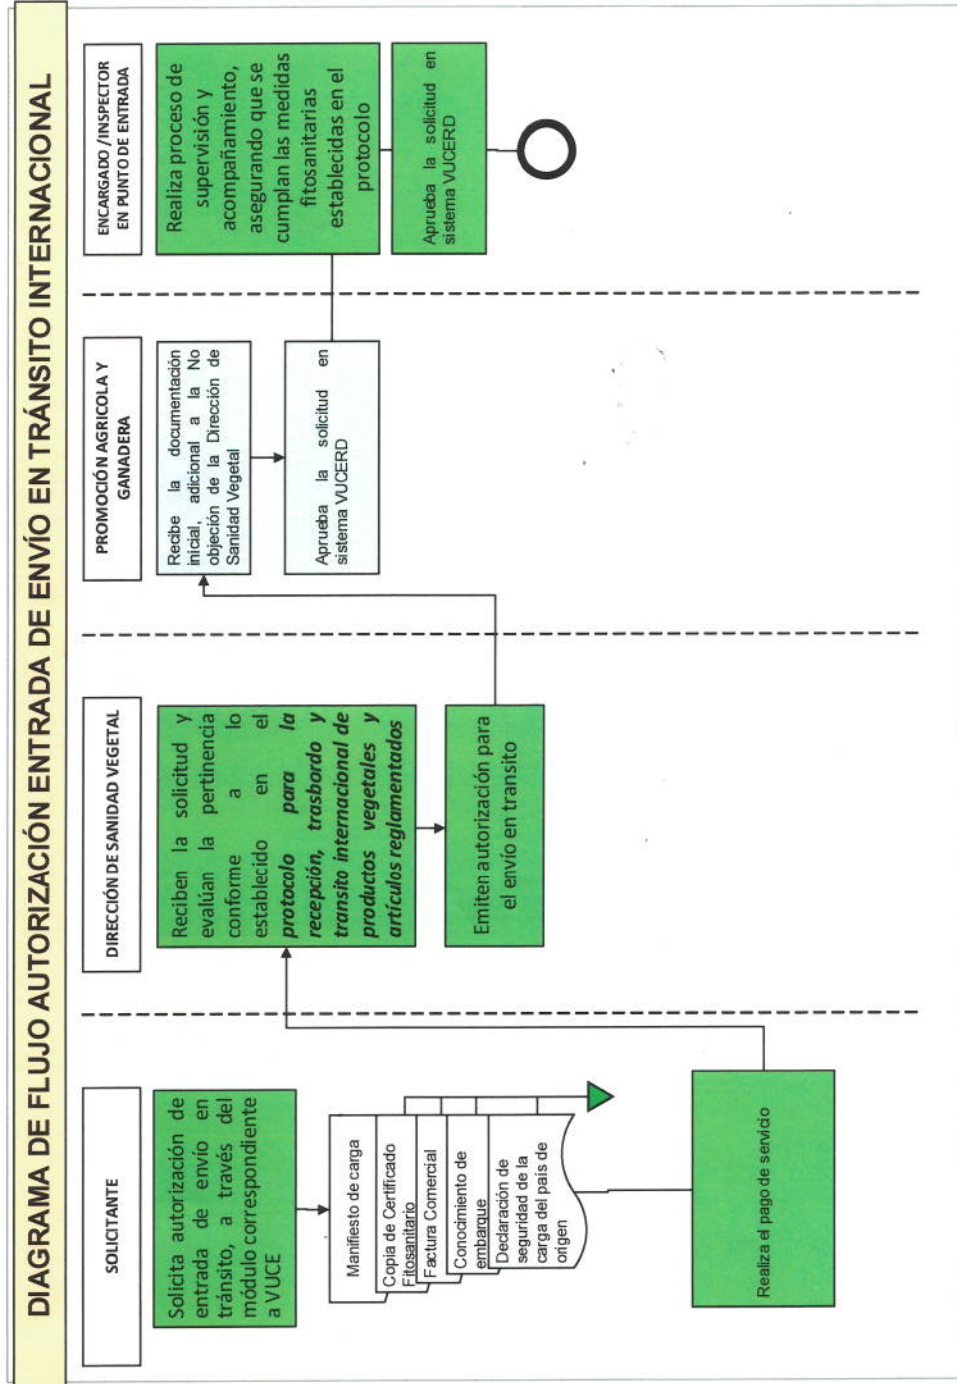 DIAGRAMA DE FLUJO AUTORIZACIÓN ENTRADA DE ENVÍO EN TRÁNSITO INTERNACIONAL
SOLICITANTE
Solicita autorización de
entrada de envío en
tránsito, a través del
módulo correspondiente
a VUCE
Manifiesto de carga
Copia de Certificado
Fitosanitario
Factura Comercial
Conocimiento de
embarque
Declaración de
seguridad de la
carga del país de
origen
Realiza el pago de servicio
DIRECCIÓN DE SANIDAD VEGETAL
Reciben la solicitud y
evalúan la pertinencia
conforme a lo
establecido en el
protocolo para la
recepción, trasbordo y
transito internacional de
productos vegetales y
artículos reglamentados
Emiten autorización para
el envío en transito
PROMOCIÓN AGRICOLA Y
GANADERA
Recibe la documentación
inicial, adicional a la No
objeción de la Dirección de
Sanidad Vegetal
Aprueba la solicitud en
sistema VUCERD
ENCARGADO /INSPECTOR
EN PUNTO DE ENTRADA
Realiza proceso de
supervisión y
acompañamiento,
asegurando que se
cumplan las medidas
fitosanitarias
establecidas en el
protocolo
Aprueba la solicitud en
sistema VUCERD